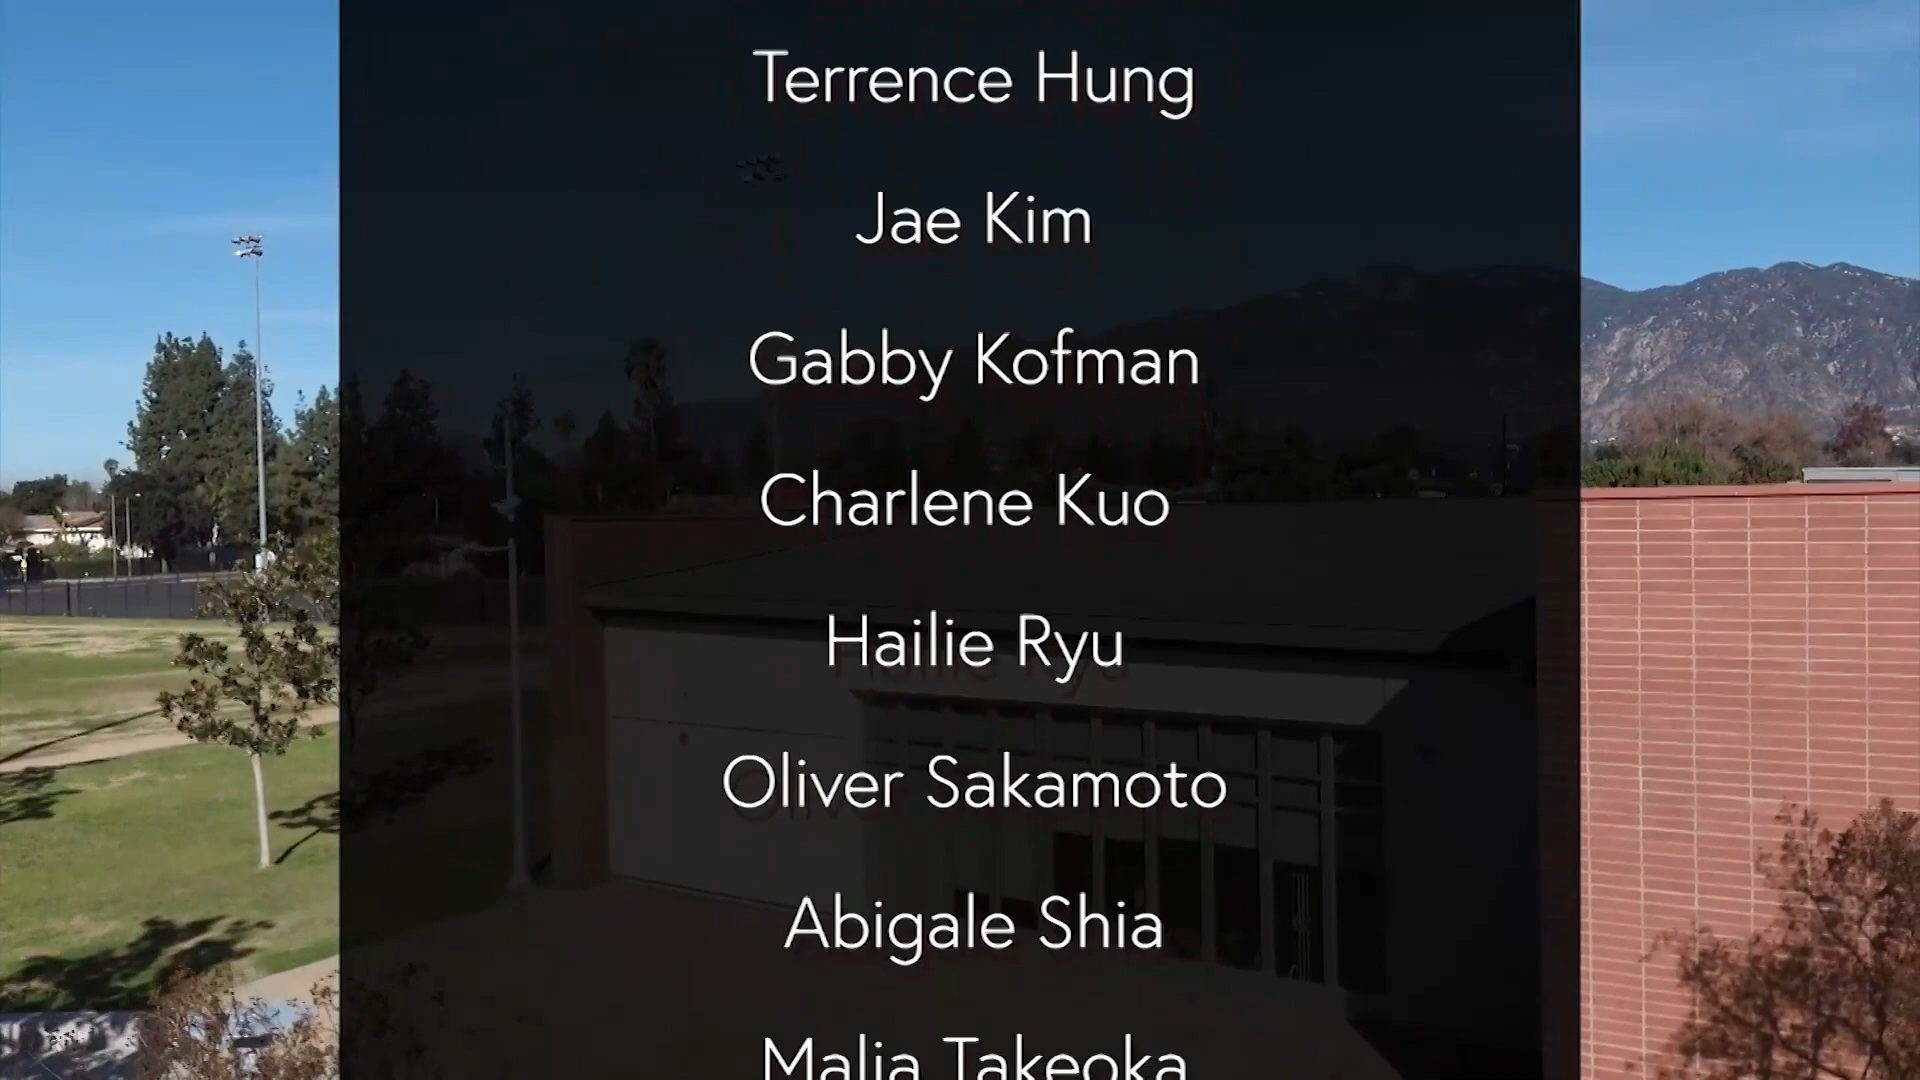 Terrence Hung
Jae Kim
Gabby Kofman
Charlene Kuo
Hailie Ryu
Oliver Sakamoto
Abigale Shia
Malia Takeoka